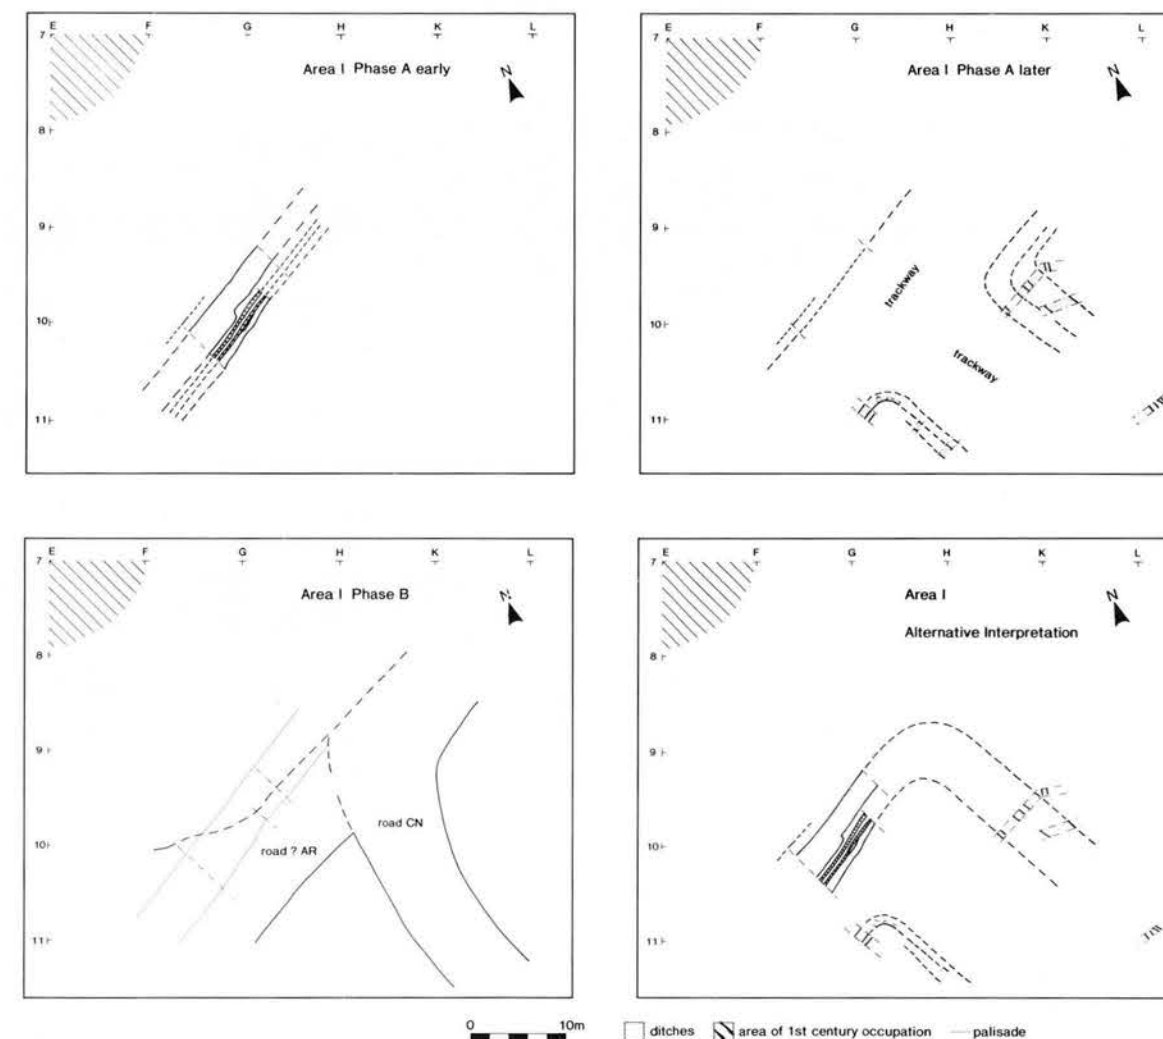 E F G H K L
7
8
9
10
11
Area I Phase A early
N
E F G H K L
7
8
9
10
11
Area I Phase A later
N
trackway
trackway
E F G H K L
7
8
9
10
11
Area I Phase B
N
road ? AR
road CN
E F G H K L
7
8
9
10
11
Area I
Alternative Interpretation
N
0 10m
ditches area of 1st century occupation palisade